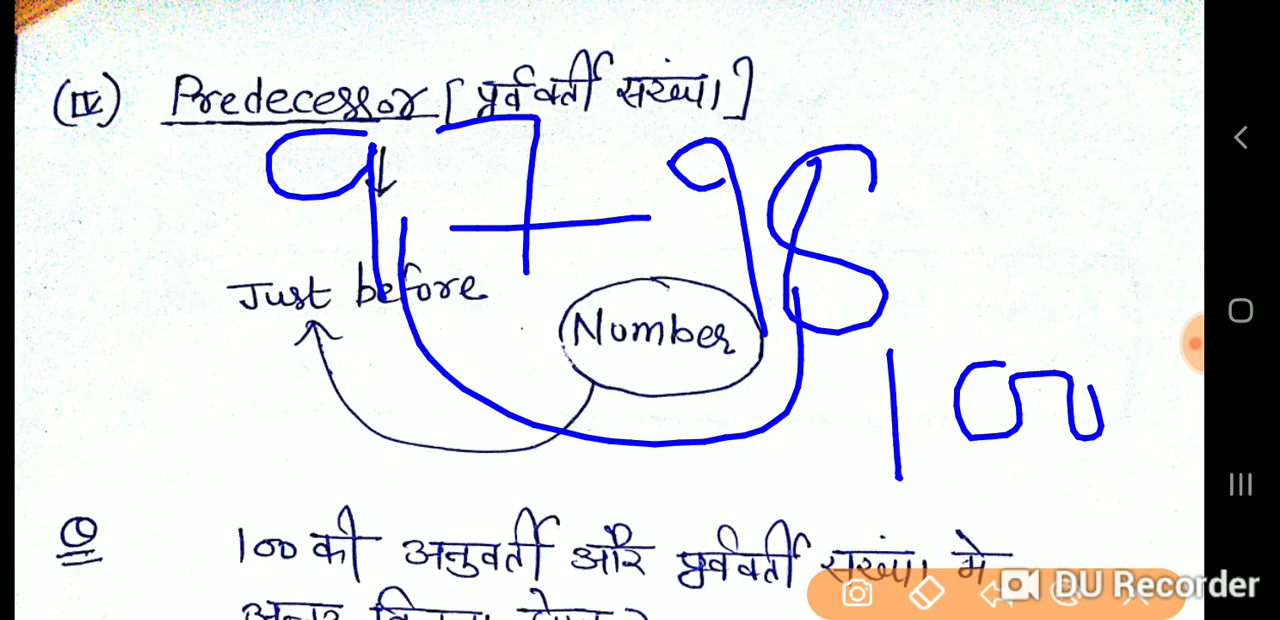 (IV) Predecessor [पूर्ववर्ती संख्या]
97 - 98
Just before
Number
100
Q 100 की अनुवर्ती और पूर्ववर्ती संख्या मे
DU Recorder